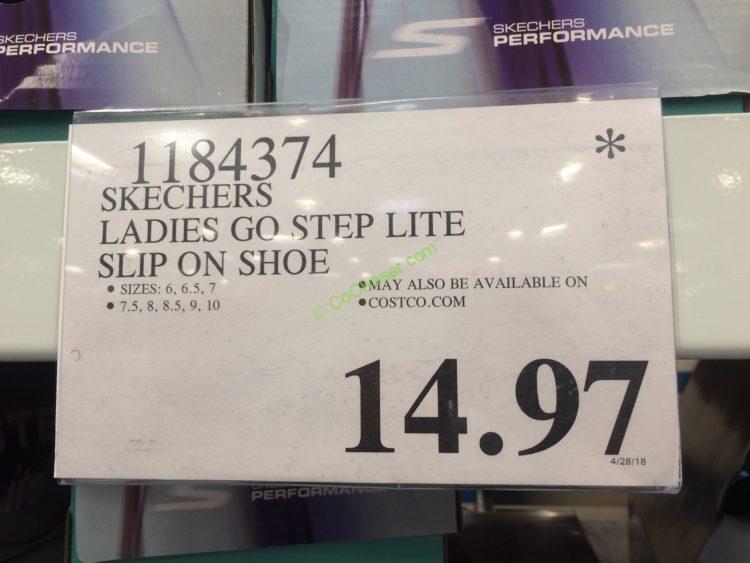 SKECHERS
PERFORMANCE
SKECHERS
PERFORMANCE
1184374 *
SKECHERS
LADIES GO STEP LITE
SLIP ON SHOE
• SIZES: 6, 6.5, 7
• 7.5, 8, 8.5, 9, 10
• MAY ALSO BE AVAILABLE ON
• COSTCO.COM
© CoChaser.com
14.97
4/28/18
PERFORMANCE